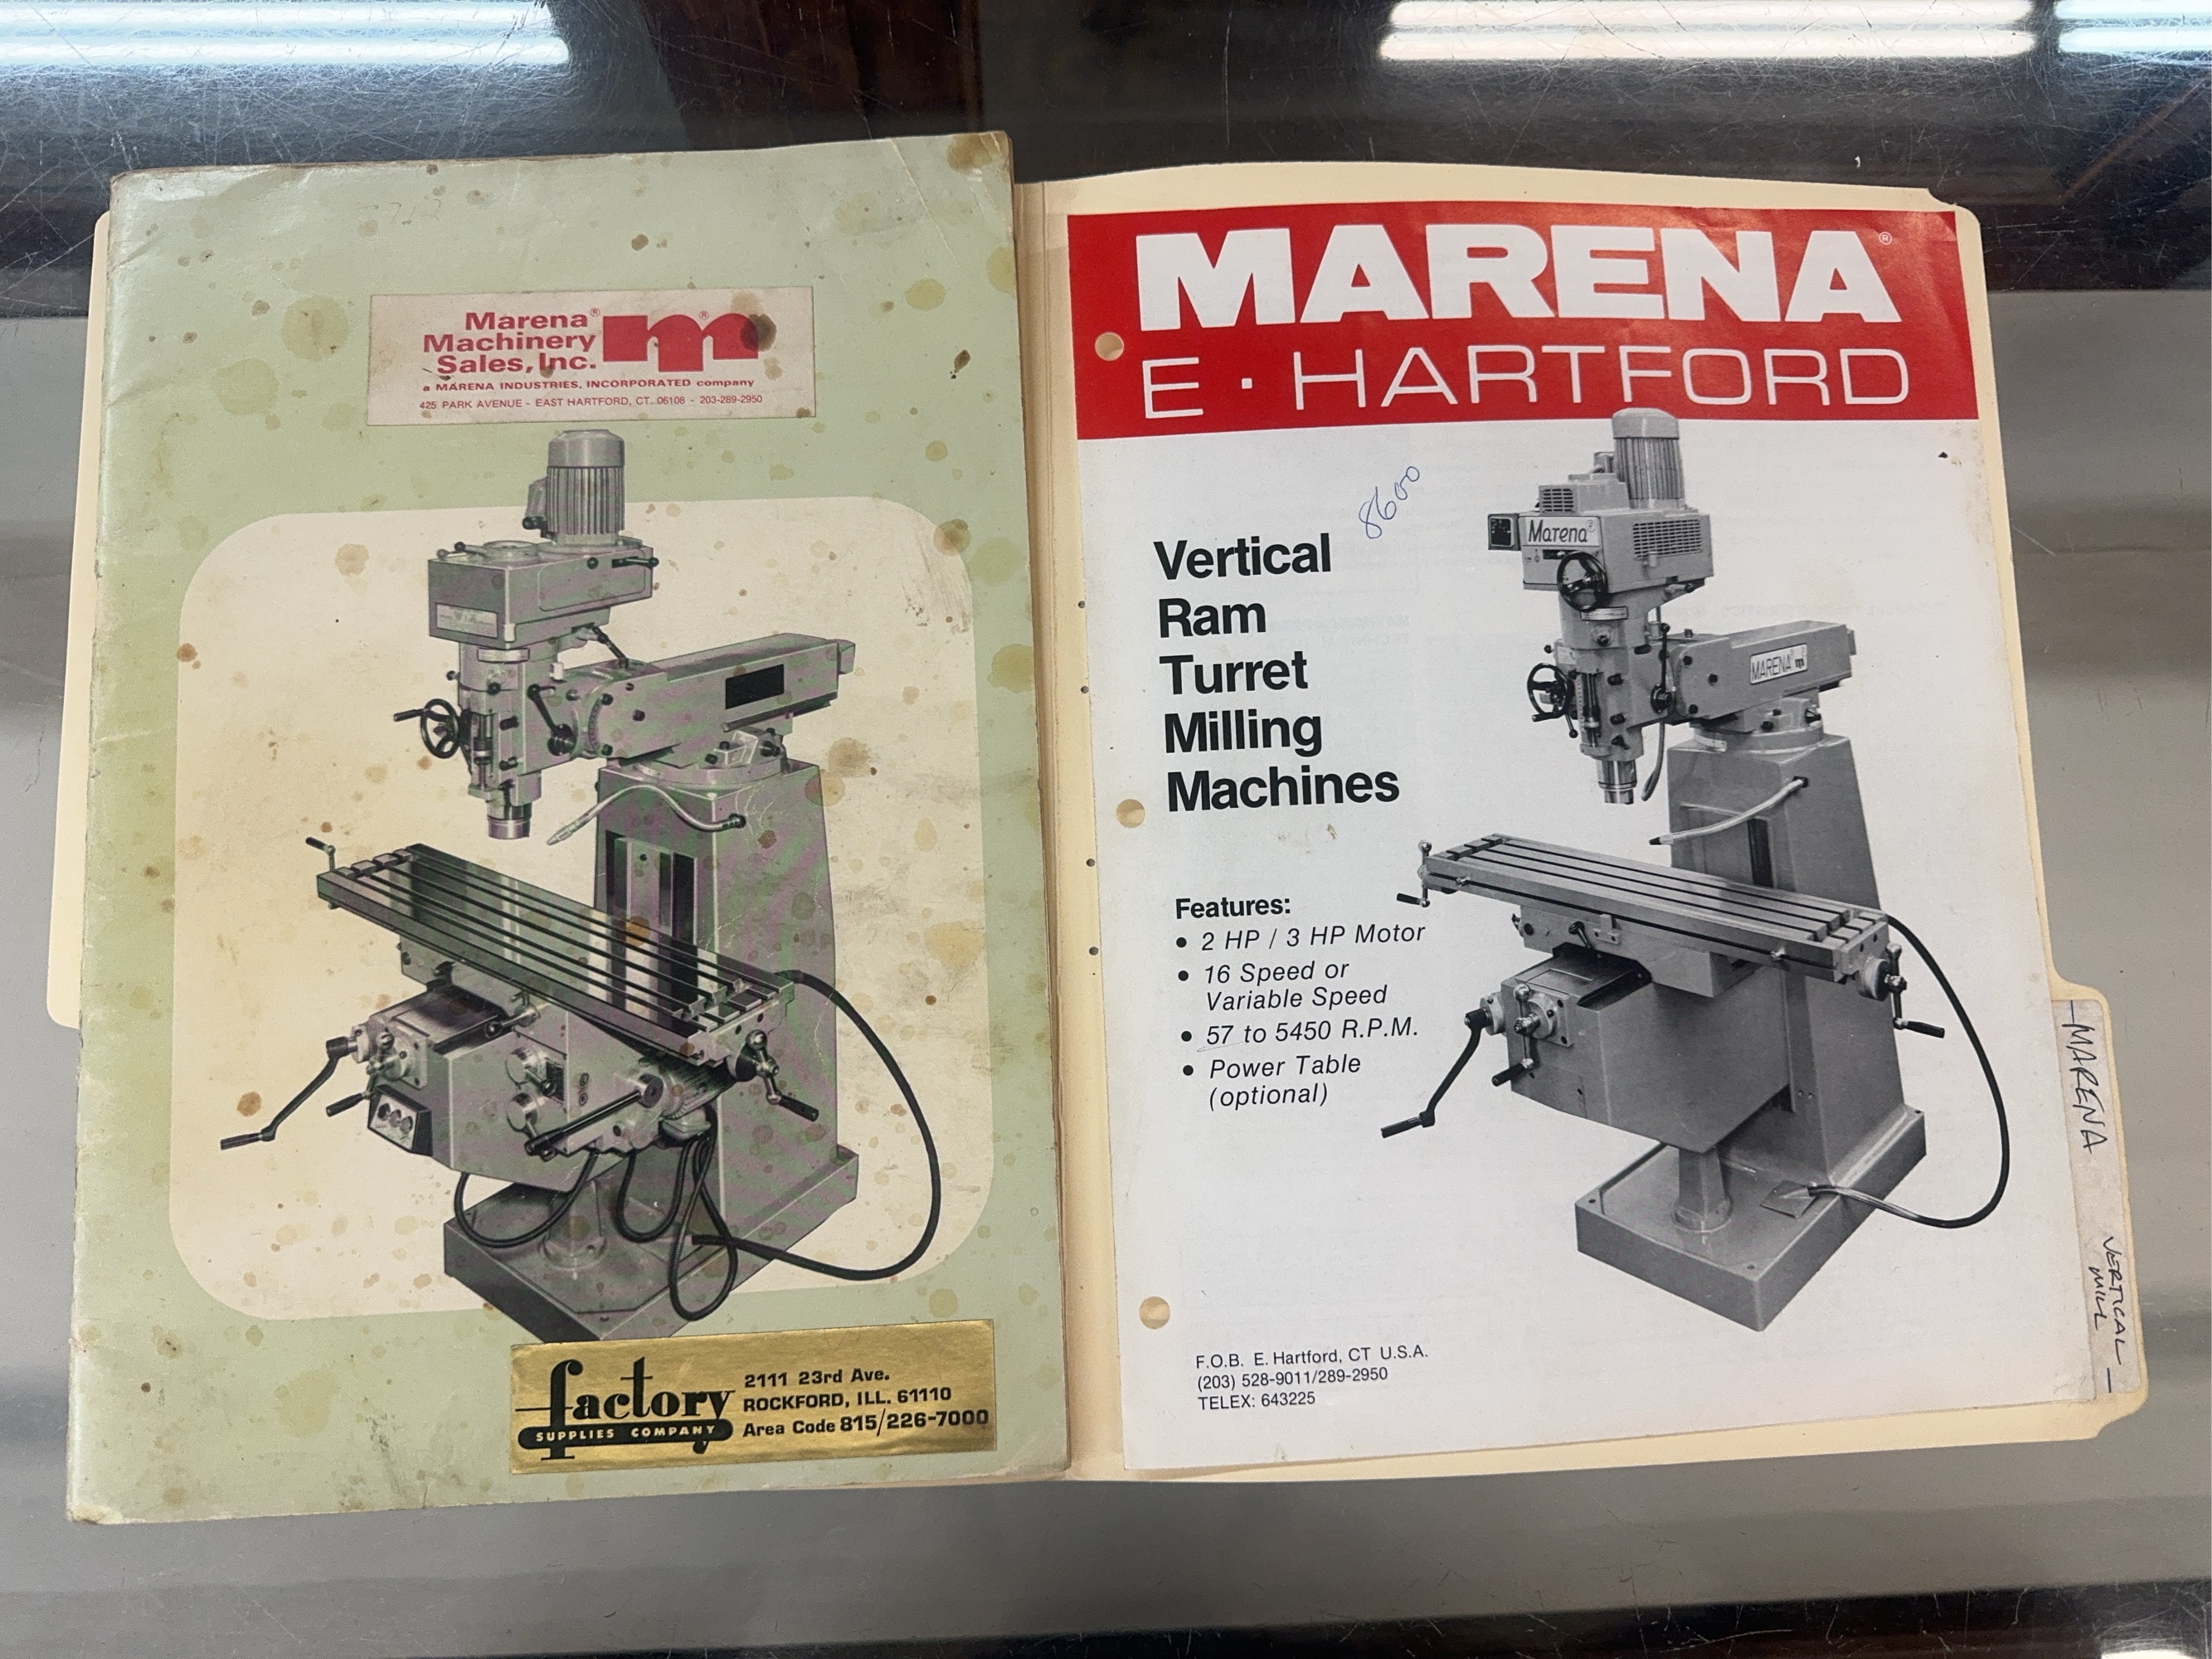 Marena®
Machinery
Sales, Inc.
m®
a MARENA INDUSTRIES, INCORPORATED company
425 PARK AVENUE - EAST HARTFORD, CT. 06108 - 203-289-2950
factory
SUPPLIES COMPANY
2111 23rd Ave.
ROCKFORD, ILL. 61110
Area Code 815/226-7000
MARENA®
E·HARTFORD
8600
Vertical
Ram
Turret
Milling
Machines
Marena®
MARENA® m®
Features:
• 2 HP / 3 HP Motor
• 16 Speed or
Variable Speed
• 57 to 5450 R.P.M.
• Power Table
(optional)
F.O.B. E. Hartford, CT U.S.A.
(203) 528-9011/289-2950
TELEX: 643225
—MARENA
VERTICAL —
MILL